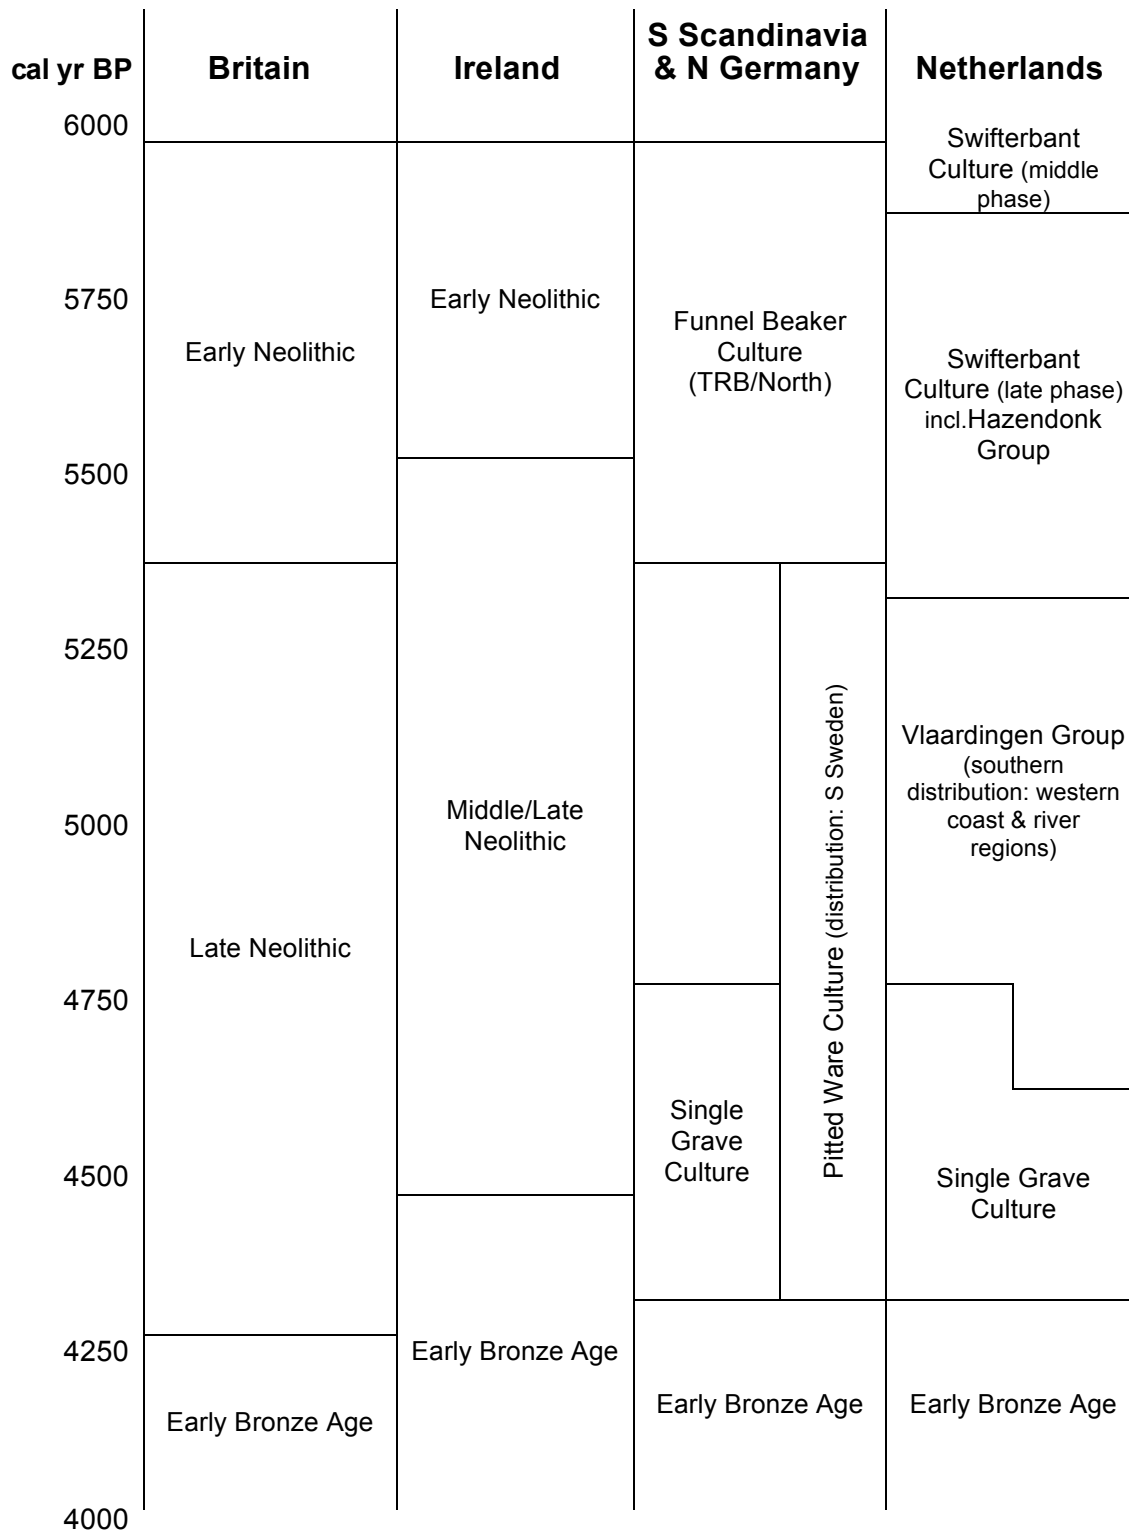 cal yr BP
Britain
Ireland
S Scandinavia
& N Germany
Netherlands
6000
5750
5500
5250
5000
4750
4500
4250
4000
Early Neolithic
Late Neolithic
Early Bronze Age
Early Neolithic
Middle/Late
Neolithic
Early Bronze Age
Funnel Beaker
Culture
(TRB/North)
Single
Grave
Culture
Pitted Ware Culture (distribution: S Sweden)
Early Bronze Age
Swifterbant
Culture (middle
phase)
Swifterbant
Culture (late phase)
incl.Hazendonk
Group
Vlaardingen Group
(southern
distribution: western
coast & river
regions)
Single Grave
Culture
Early Bronze Age